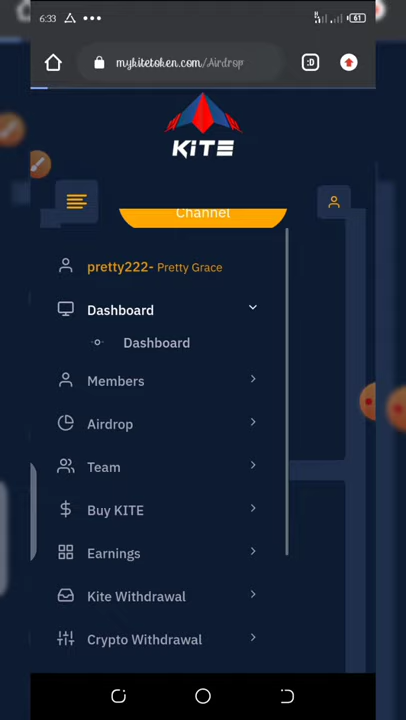 6:33
61
mykitetoken.com/Airdrop
:D
KiTE
Channel
pretty222- Pretty Grace
Dashboard
Dashboard
Members
Airdrop
Team
Buy KITE
Earnings
Kite Withdrawal
Crypto Withdrawal